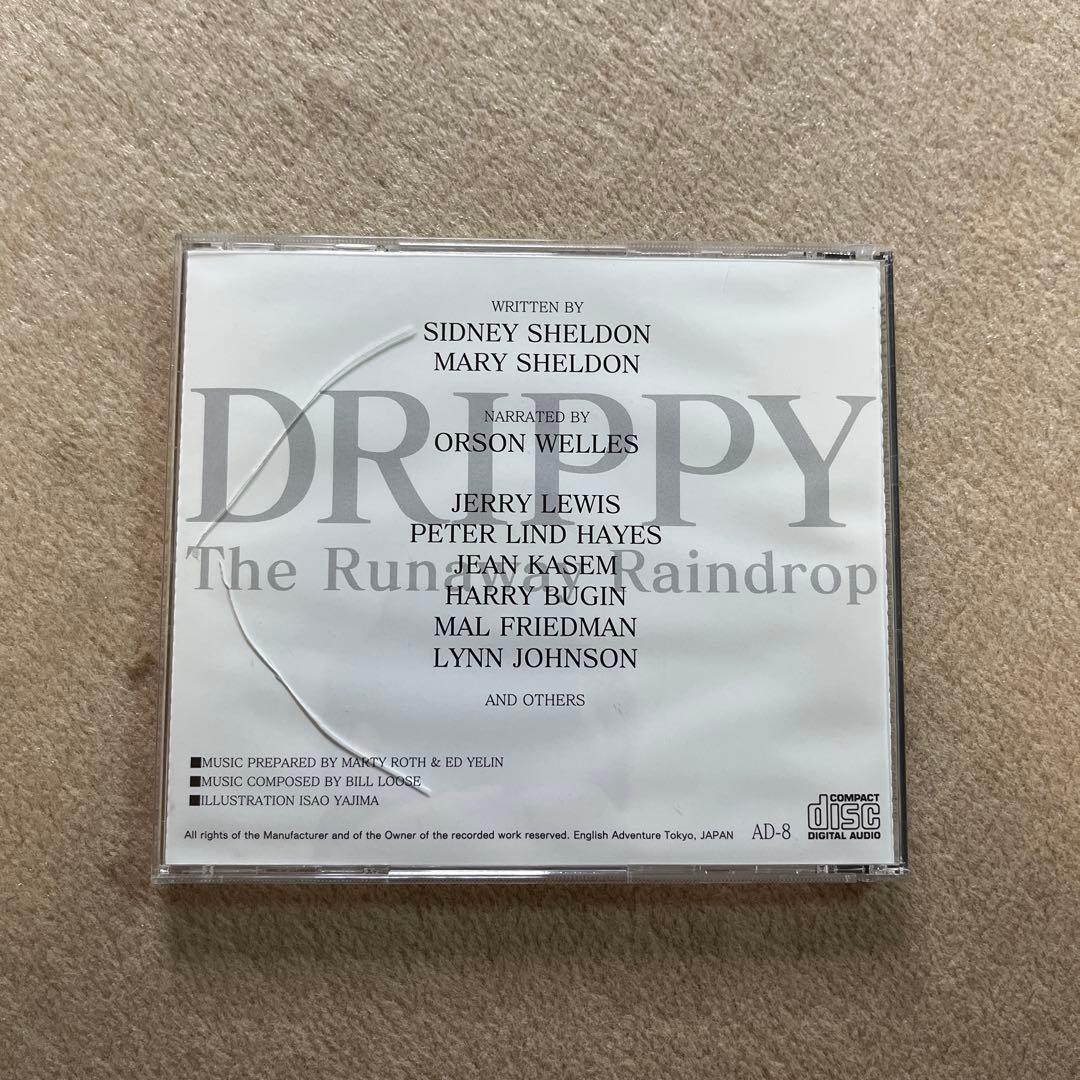 WRITTEN BY
SIDNEY SHELDON
MARY SHELDON
DRIPPY
NARRATED BY
ORSON WELLES
JERRY LEWIS
PETER LIND HAYES
The Runaway Raindrop
JEAN KASEM
HARRY BUGIN
MAL FRIEDMAN
LYNN JOHNSON
AND OTHERS
■MUSIC PREPARED BY MARTY ROTH & ED YELIN
■MUSIC COMPOSED BY BILL LOOSE
■ILLUSTRATION ISAO YAJIMA
All rights of the Manufacturer and of the Owner of the recorded work reserved. English Adventure Tokyo, JAPAN
AD-8
COMPACT
disc
DIGITAL AUDIO